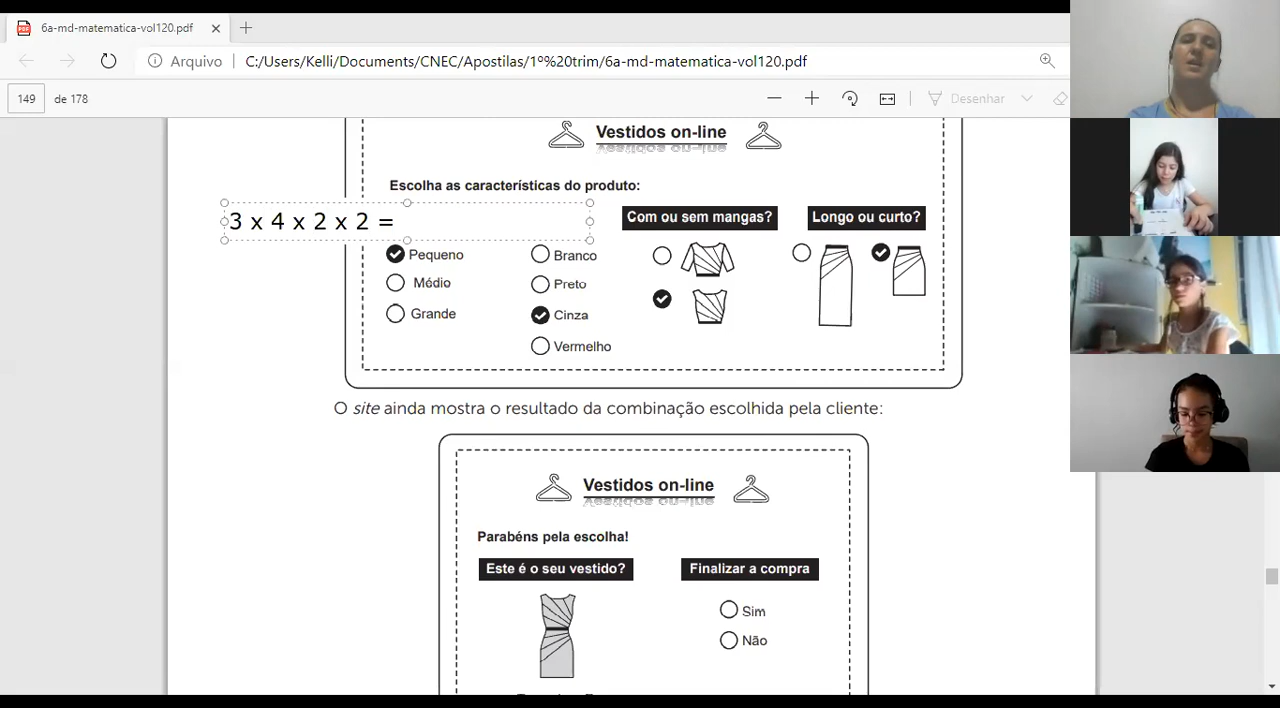 6a-md-matematica-vol120.pdf
Arquivo C:/Users/Kelli/Documents/CNEC/Apostilas/1º%20trim/6a-md-matematica-vol120.pdf
149 de 178 Desenhar
Vestidos on-line
Escolha as características do produto:
3 x 4 x 2 x 2 =
Com ou sem mangas? Longo ou curto?
Pequeno Branco
Médio Preto
Grande Cinza
Vermelho
O site ainda mostra o resultado da combinação escolhida pela cliente:
Vestidos on-line
Parabéns pela escolha!
Este é o seu vestido? Finalizar a compra
Sim
Não